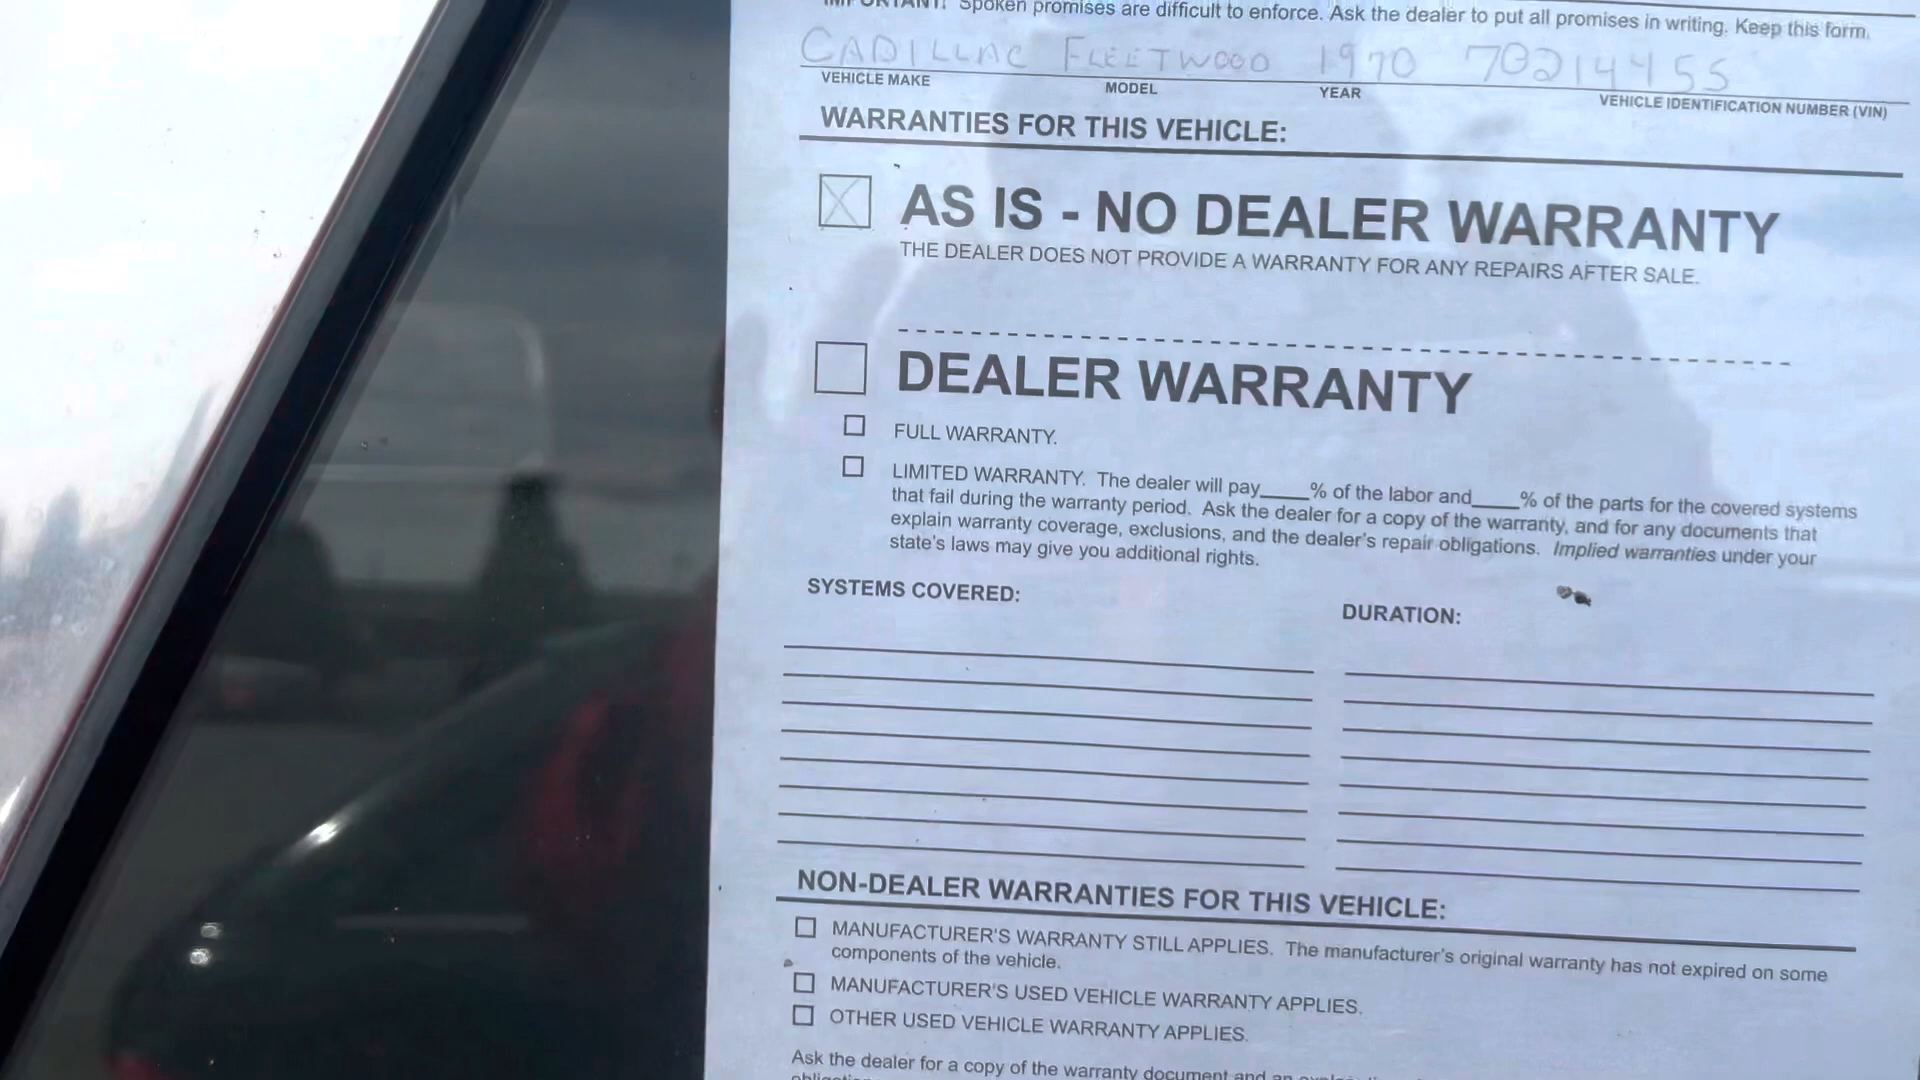 IMPORTANT: Spoken promises are difficult to enforce. Ask the dealer to put all promises in writing. Keep this form.
CADILLAC FLEETWOOD 1970 70214455
VEHICLE MAKE MODEL YEAR VEHICLE IDENTIFICATION NUMBER (VIN)
WARRANTIES FOR THIS VEHICLE:
AS IS - NO DEALER WARRANTY
THE DEALER DOES NOT PROVIDE A WARRANTY FOR ANY REPAIRS AFTER SALE.
DEALER WARRANTY
FULL WARRANTY.
LIMITED WARRANTY. The dealer will pay____% of the labor and____% of the parts for the covered systems
that fail during the warranty period. Ask the dealer for a copy of the warranty, and for any documents that
explain warranty coverage, exclusions, and the dealer's repair obligations. Implied warranties under your
state's laws may give you additional rights.
SYSTEMS COVERED: DURATION:
NON-DEALER WARRANTIES FOR THIS VEHICLE:
MANUFACTURER'S WARRANTY STILL APPLIES. The manufacturer's original warranty has not expired on some
components of the vehicle.
MANUFACTURER'S USED VEHICLE WARRANTY APPLIES.
OTHER USED VEHICLE WARRANTY APPLIES.
Ask the dealer for a copy of the warranty document and an